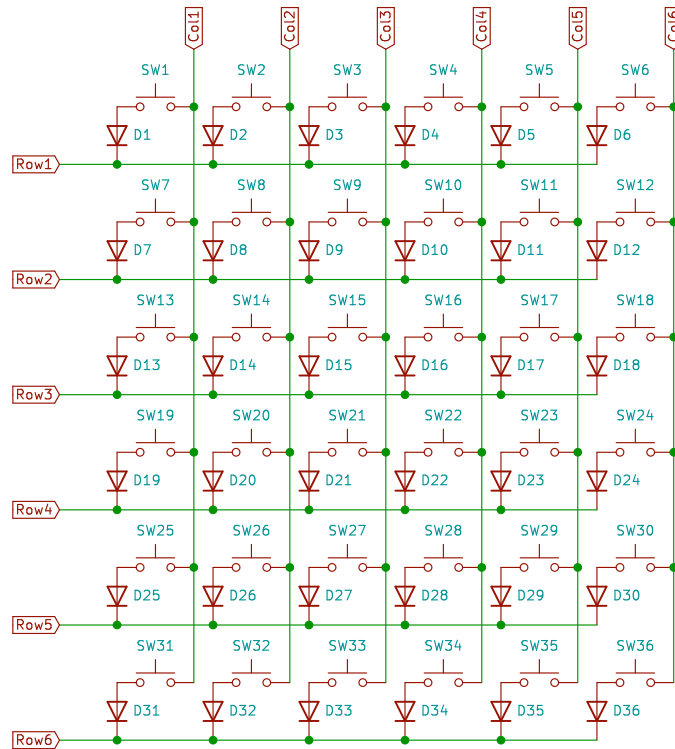 Col1 Col2 Col3 Col4 Col5 Col6
SW1 SW2 SW3 SW4 SW5 SW6
D1 D2 D3 D4 D5 D6
Row1
SW7 SW8 SW9 SW10 SW11 SW12
D7 D8 D9 D10 D11 D12
Row2
SW13 SW14 SW15 SW16 SW17 SW18
D13 D14 D15 D16 D17 D18
Row3
SW19 SW20 SW21 SW22 SW23 SW24
D19 D20 D21 D22 D23 D24
Row4
SW25 SW26 SW27 SW28 SW29 SW30
D25 D26 D27 D28 D29 D30
Row5
SW31 SW32 SW33 SW34 SW35 SW36
D31 D32 D33 D34 D35 D36
Row6